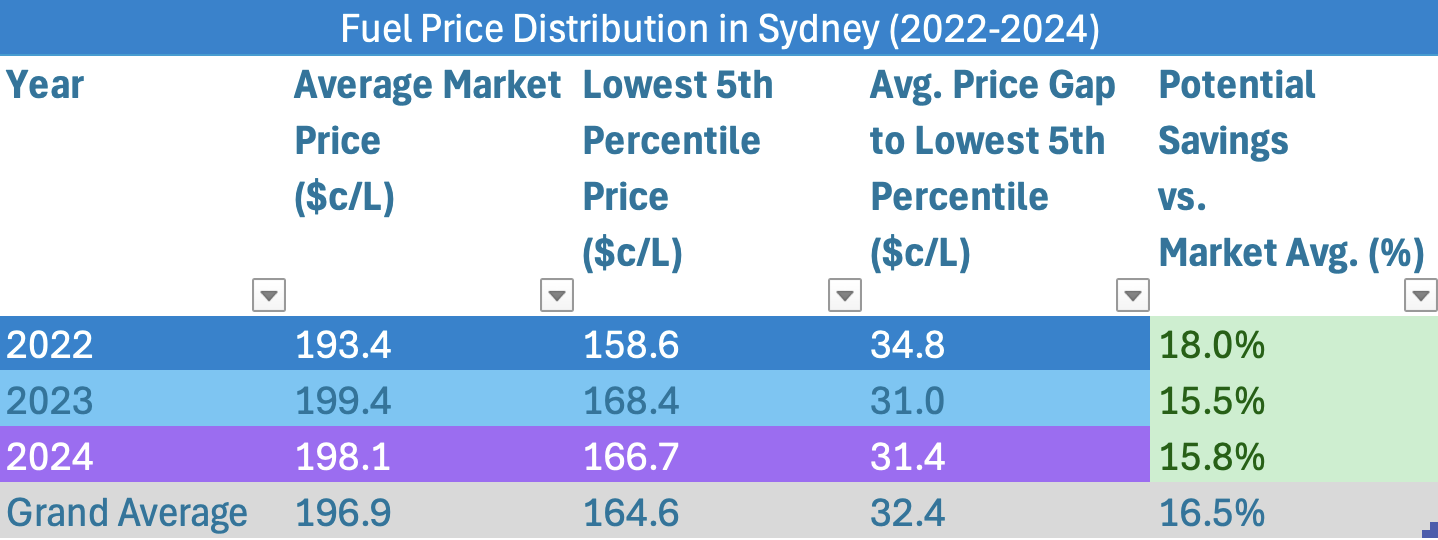 Fuel Price Distribution in Sydney (2022-2024)
Year Average Market Lowest 5th Avg. Price Gap Potential
Price Percentile to Lowest 5th Savings
($c/L) Price Percentile vs.
($c/L) ($c/L) Market Avg. (%)
2022 193.4 158.6 34.8 18.0%
2023 199.4 168.4 31.0 15.5%
2024 198.1 166.7 31.4 15.8%
Grand Average 196.9 164.6 32.4 16.5%